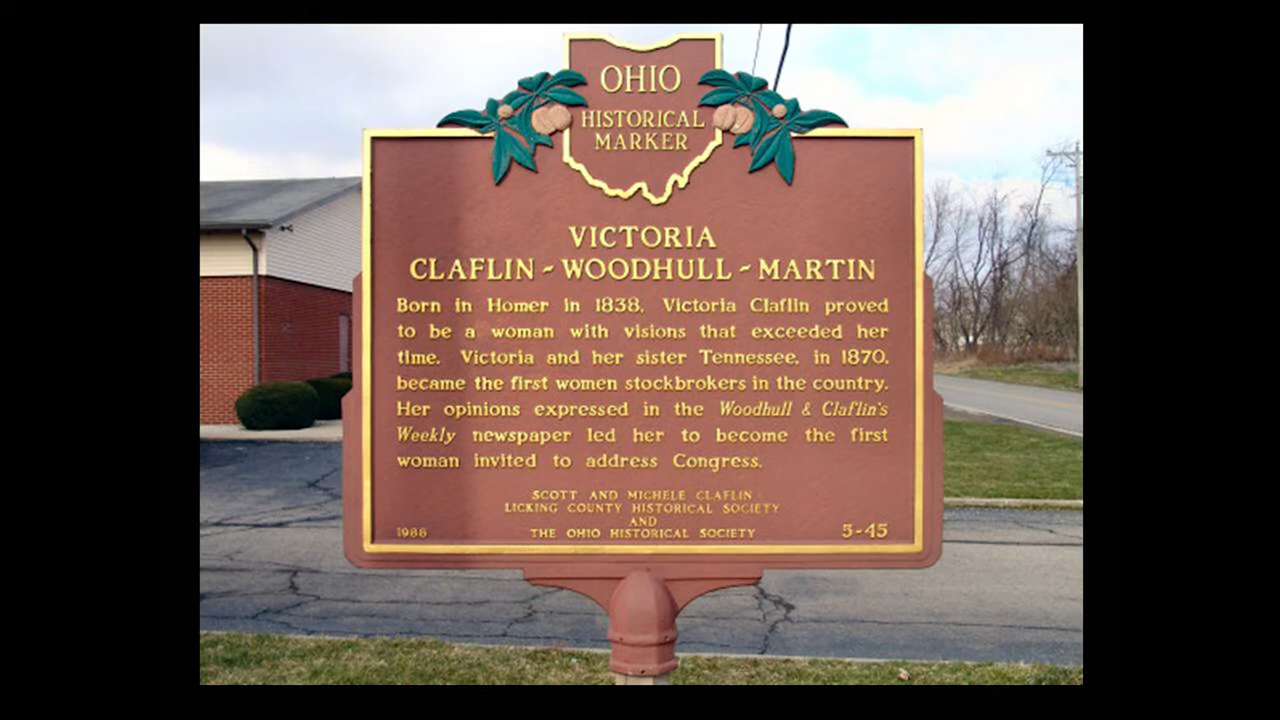 OHIO
HISTORICAL
MARKER
VICTORIA
CLAFLIN ~ WOODHULL ~ MARTIN
Born in Homer in 1838, Victoria Claflin proved
to be a woman with visions that exceeded her
time. Victoria and her sister Tennessee, in 1870,
became the first women stockbrokers in the country.
Her opinions expressed in the Woodhull & Claflin's
Weekly newspaper led her to become the first
woman invited to address Congress.
SCOTT AND MICHELE CLAFLIN
LICKING COUNTY HISTORICAL SOCIETY
AND
1988 THE OHIO HISTORICAL SOCIETY 5-45